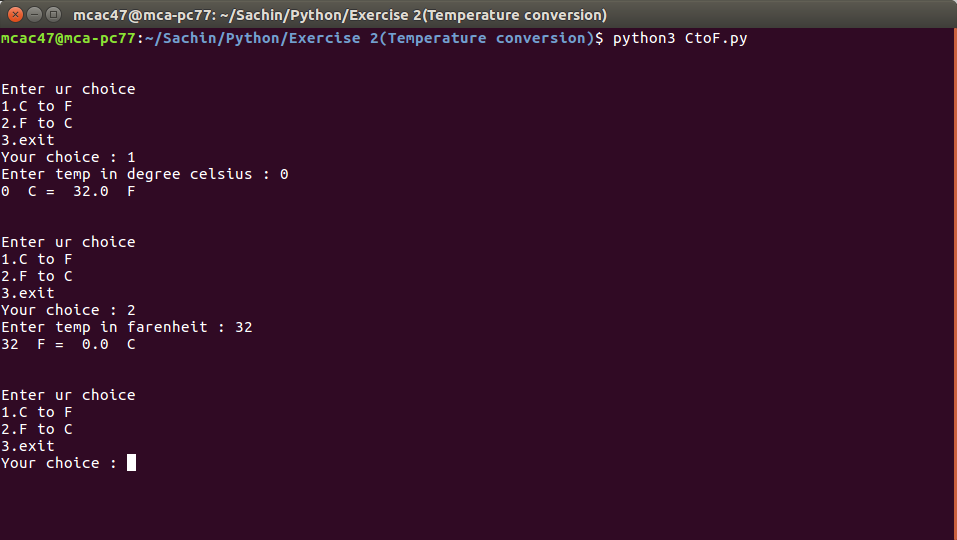 mcac47@mca-pc77: ~/Sachin/Python/Exercise 2(Temperature conversion)
mcac47@mca-pc77:~/Sachin/Python/Exercise 2(Temperature conversion)$ python3 CtoF.py
Enter ur choice
1.C to F
2.F to C
3.exit
Your choice : 1
Enter temp in degree celsius : 0
0  C =  32.0  F
Enter ur choice
1.C to F
2.F to C
3.exit
Your choice : 2
Enter temp in farenheit : 32
32  F =  0.0  C
Enter ur choice
1.C to F
2.F to C
3.exit
Your choice :